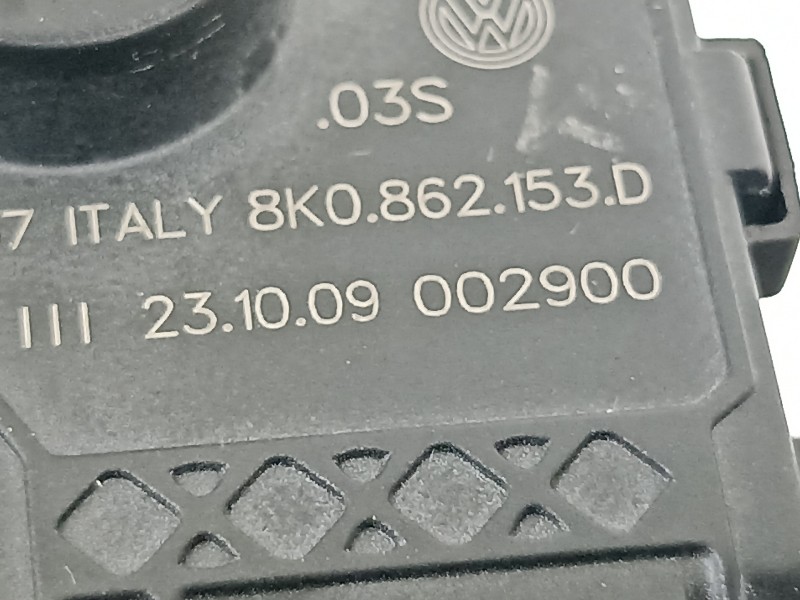 .03S
7 ITALY 8K0.862.153.D
III 23.10.09 002900